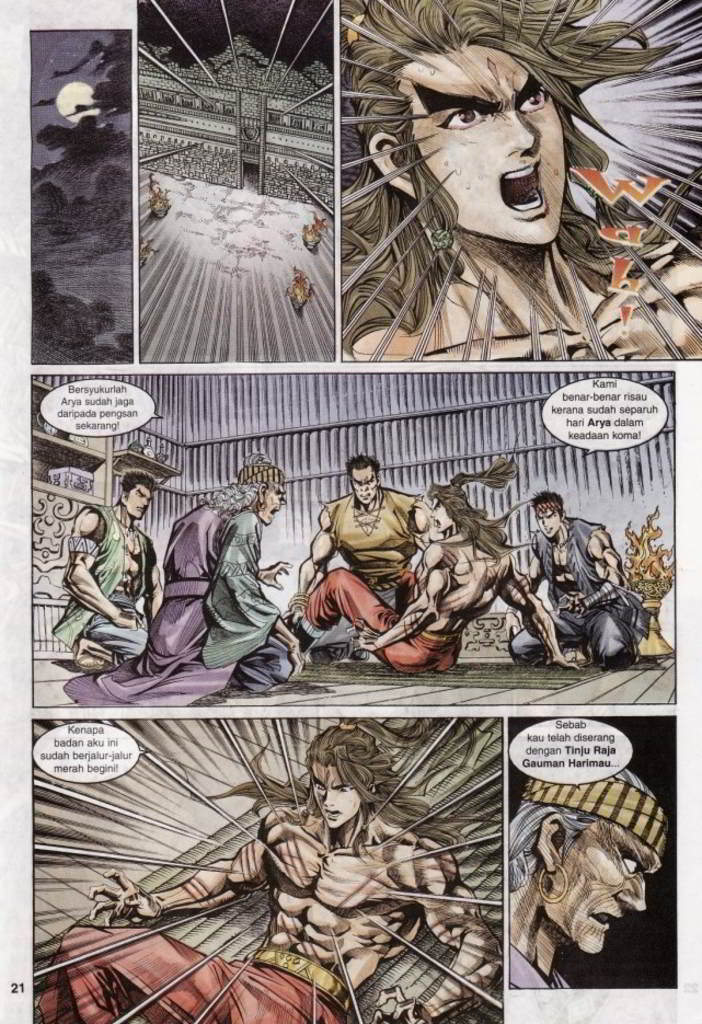 Wah!
Bersyukurlah
Arya sudah jaga
daripada pengsan
sekarang!
Kami
benar-benar risau
kerana sudah separuh
hari Arya dalam
keadaan koma!
Kenapa
badan aku ini
sudah berjalur-jalur
merah begini!
Sebab
kau telah diserang
dengan Tinju Raja
Gauman Harimau...
21